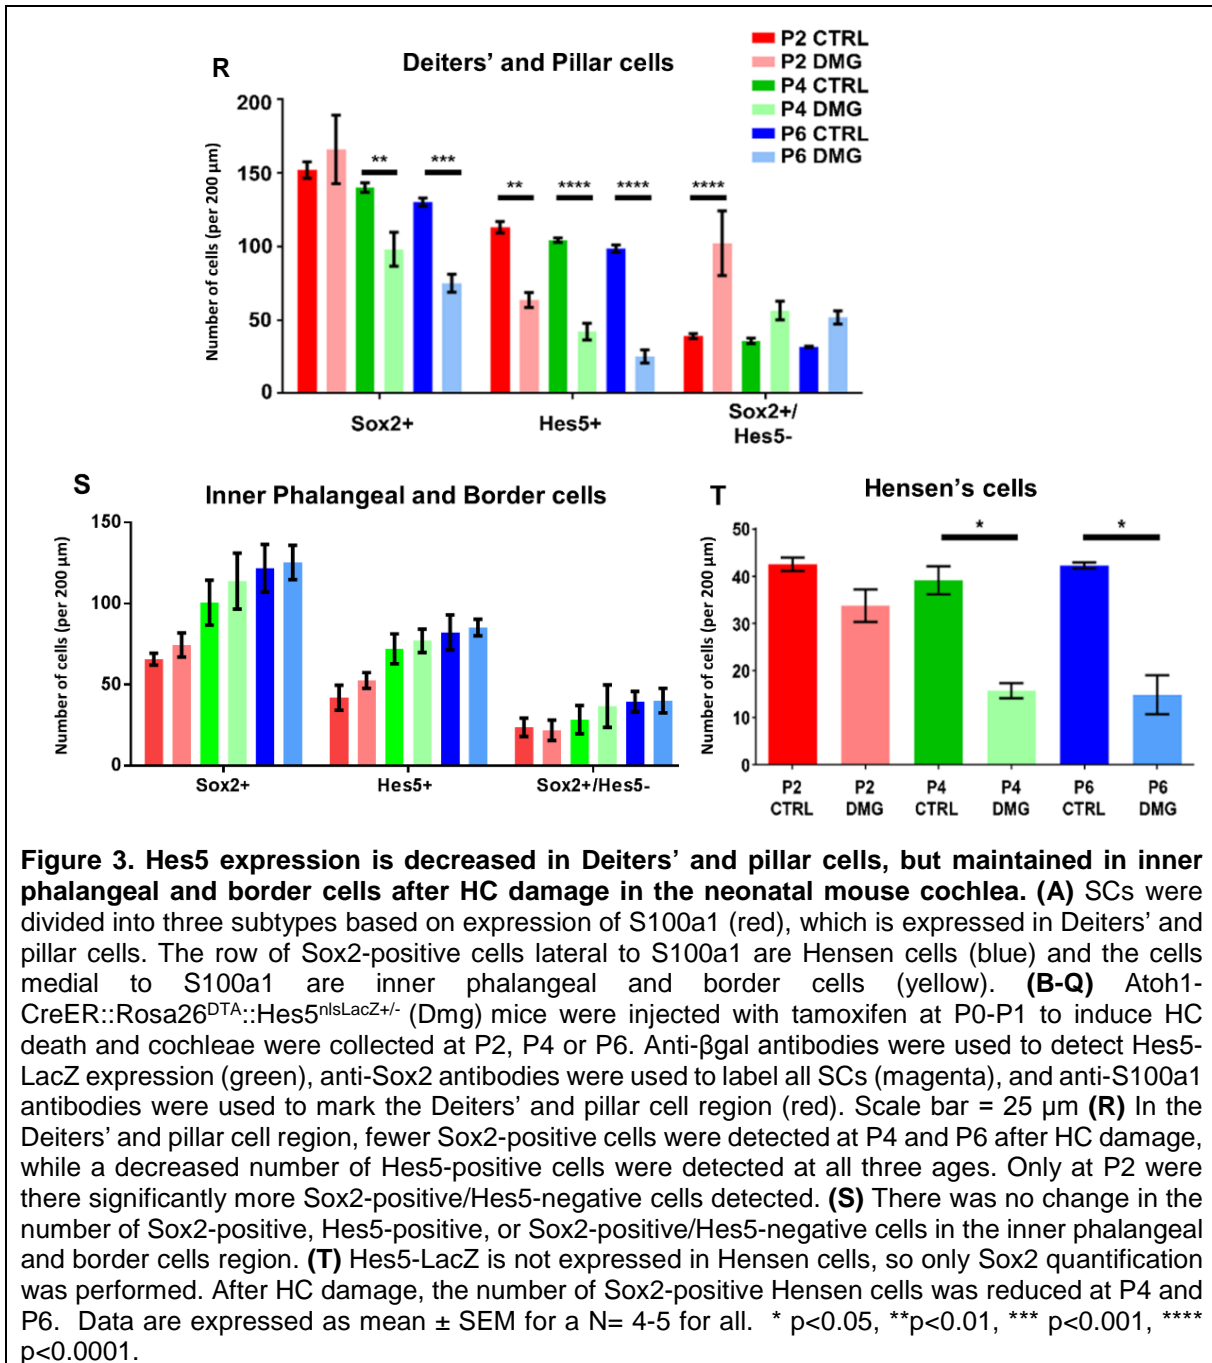 R
Deiters' and Pillar cells
P2 CTRL
P2 DMG
P4 CTRL
P4 DMG
P6 CTRL
P6 DMG
Number of cells (per 200 µm)
200
150
100
50
0
** *** ** **** **** ****
Sox2+
Hes5+
Sox2+/
Hes5-
S
Inner Phalangeal and Border cells
Number of cells (per 200 µm)
150
100
50
0
Sox2+ Hes5+ Sox2+/Hes5-
T
Hensen's cells
Number of cells (per 200 µm)
50
40
30
20
10
0
* *
P2 P2 P4 P4 P6 P6
CTRL DMG CTRL DMG CTRL DMG
Figure 3. Hes5 expression is decreased in Deiters' and pillar cells, but maintained in inner
phalangeal and border cells after HC damage in the neonatal mouse cochlea. (A) SCs were
divided into three subtypes based on expression of S100a1 (red), which is expressed in Deiters' and
pillar cells. The row of Sox2-positive cells lateral to S100a1 are Hensen cells (blue) and the cells
medial to S100a1 are inner phalangeal and border cells (yellow). (B-Q) Atoh1-
CreER::Rosa26DTA::Hes5nlsLacZ+/- (Dmg) mice were injected with tamoxifen at P0-P1 to induce HC
death and cochleae were collected at P2, P4 or P6. Anti-βgal antibodies were used to detect Hes5-
LacZ expression (green), anti-Sox2 antibodies were used to label all SCs (magenta), and anti-S100a1
antibodies were used to mark the Deiters' and pillar cell region (red). Scale bar = 25 µm (R) In the
Deiters' and pillar cell region, fewer Sox2-positive cells were detected at P4 and P6 after HC damage,
while a decreased number of Hes5-positive cells were detected at all three ages. Only at P2 were
there significantly more Sox2-positive/Hes5-negative cells detected. (S) There was no change in the
number of Sox2-positive, Hes5-positive, or Sox2-positive/Hes5-negative cells in the inner phalangeal
and border cells region. (T) Hes5-LacZ is not expressed in Hensen cells, so only Sox2 quantification
was performed. After HC damage, the number of Sox2-positive Hensen cells was reduced at P4 and
P6. Data are expressed as mean ± SEM for a N= 4-5 for all. * p<0.05, **p<0.01, *** p<0.001, ****
p<0.0001.